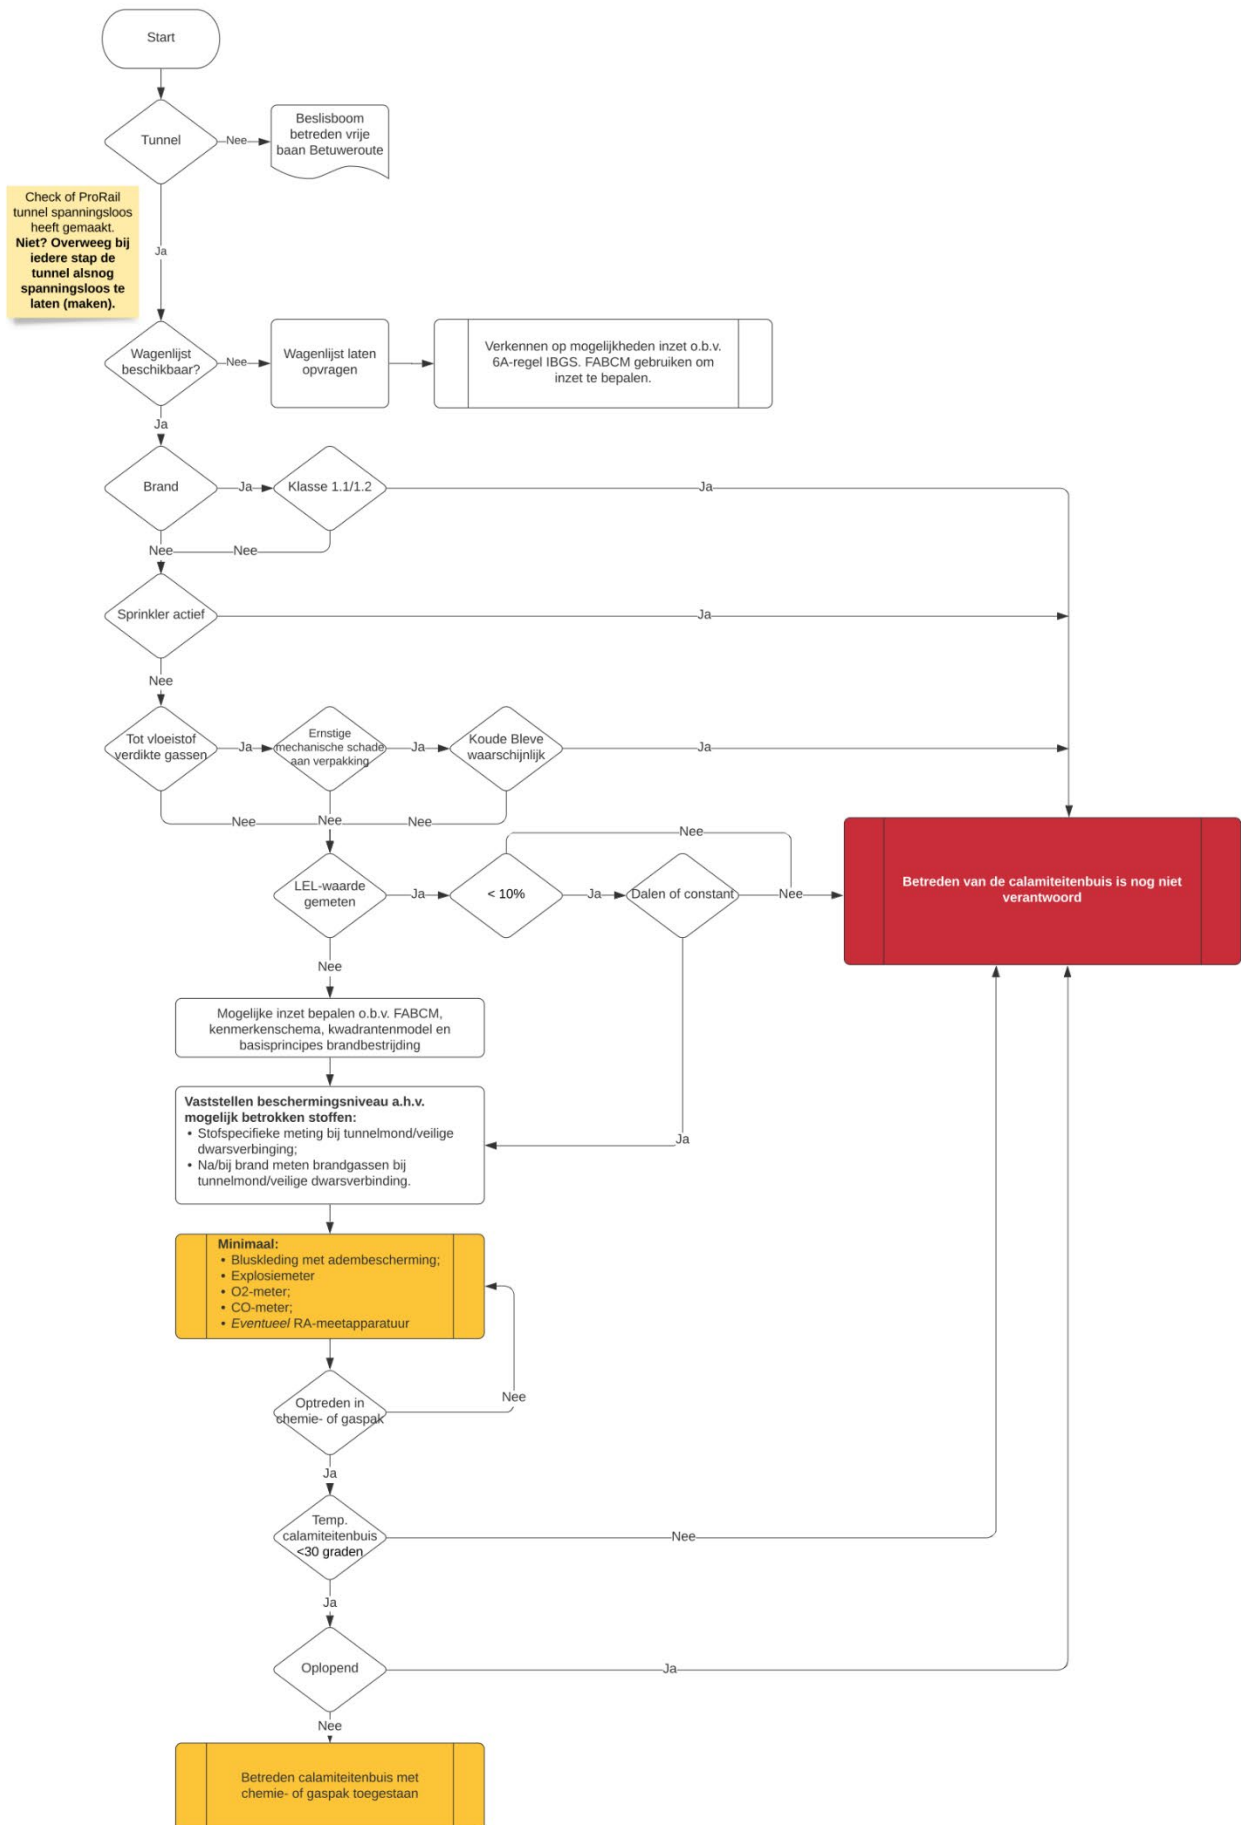 Start
Tunnel
Nee
Beslisboom
betreden vrije
baan Betuweroute
Check of ProRail
tunnel spanningsloos
heeft gemaakt.
Niet? Overweeg bij
iedere stap de
tunnel alsnog
spanningsloos te
laten (maken).
Ja
Wagenlijst
beschikbaar?
Nee
Wagenlijst laten
opvragen
Verkennen op mogelijkheden inzet o.b.v.
6A-regel IBGS. FABCM gebruiken om
inzet te bepalen.
Ja
Brand
Ja
Klasse 1.1/1.2
Ja
Nee
Nee
Sprinkler actief
Ja
Nee
Tot vloeistof
verdikte gassen
Ja
Ernstige
mechanische schade
aan verpakking
Ja
Koude Bleve
waarschijnlijk
Ja
Nee
Nee
Nee
Nee
LEL-waarde
gemeten
Ja
< 10%
Ja
Dalen of constant
Nee
Betreden van de calamiteitenbuis is nog niet
verantwoord
Nee
Mogelijke inzet bepalen o.b.v. FABCM,
kenmerkenschema, kwadrantenmodel en
basisprincipes brandbestrijding
Vaststellen beschermingsniveau a.h.v.
mogelijk betrokken stoffen:
• Stofspecifieke meting bij tunnelmond/veilige
dwarsverbinging;
• Na/bij brand meten brandgassen bij
tunnelmond/veilige dwarsverbinding.
Ja
Minimaal:
• Bluskleding met adembescherming;
• Explosiemeter
• O2-meter;
• CO-meter;
• Eventueel RA-meetapparatuur
Nee
Optreden in
chemie- of gaspak
Ja
Temp.
calamiteitenbuis
<30 graden
Nee
Ja
Oplopend
Ja
Nee
Betreden calamiteitenbuis met
chemie- of gaspak toegestaan